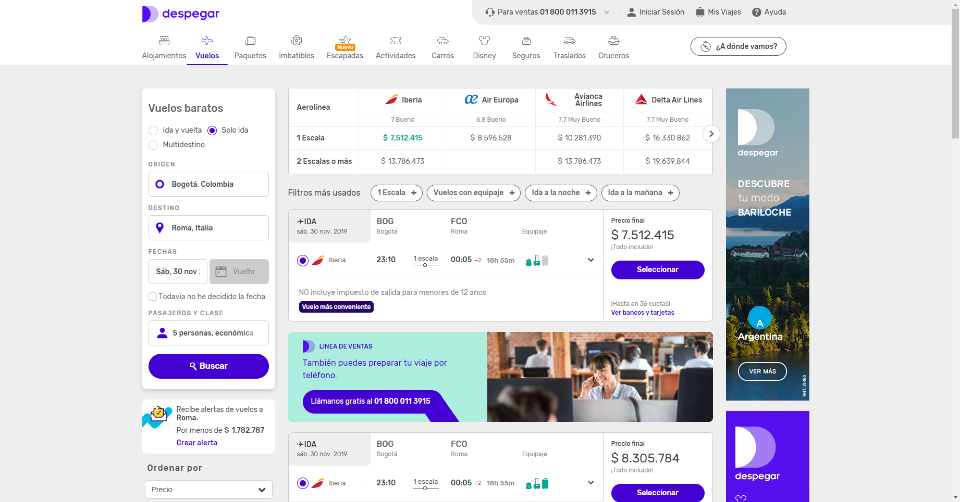 despegar
Para ventas 01 800 011 3915
Iniciar Sesión
Mis Viajes
Ayuda
Alojamientos
Vuelos
Paquetes
Imbatibles
Nuevo
Escapadas
Actividades
Carros
Disney
Seguros
Traslados
Cruceros
¿A dónde vamos?
Vuelos baratos
Ida y vuelta
Solo ida
Multidestino
ORIGEN
Bogotá, Colombia
DESTINO
Roma, Italia
FECHAS
Sáb, 30 nov
Vuelta
Todavía no he decidido la fecha
PASAJEROS Y CLASE
5 personas, económica
Buscar
Recibe alertas de vuelos a
Roma.
Por menos de $ 1.782.787
Crear alerta
Ordenar por
Precio
Aerolínea
Iberia
Air Europa
Avianca
Airlines
Delta Air Lines
7 Bueno
6.8 Bueno
7.7 Muy Bueno
7.7 Muy Bueno
1 Escala
$ 7.512.415
$ 8.596.528
$ 10.281.390
$ 16.330.862
2 Escalas o más
$ 13.786.473
$ 13.786.473
$ 19.639.844
Filtros más usados
1 Escala +
Vuelos con equipaje +
Ida a la noche +
Ida a la mañana +
IDA
BOG
FCO
sáb. 30 nov. 2019
Bogotá
Roma
Equipaje
Iberia
23:10
1 escala
00:05 +2
18h 55m
NO incluye impuesto de salida para menores de 12 anos
Vuelo más conveniente
Precio final
$ 7.512.415
¡Todo incluido!
Seleccionar
¡Hasta en 36 cuotas!
Ver bancos y tarjetas
LINEA DE VENTAS
También puedes preparar tu viaje por
teléfono.
Llámanos gratis al 01 800 011 3915
IDA
BOG
FCO
sáb. 30 nov. 2019
Bogotá
Roma
Equipaje
Iberia
23:10
1 escala
00:05 +2
18h 55m
Precio final
$ 8.305.784
¡Todo incluido!
Seleccionar
despegar
DESCUBRE
tu modo
BARILOCHE
A
Argentina
VER MÁS
despegar